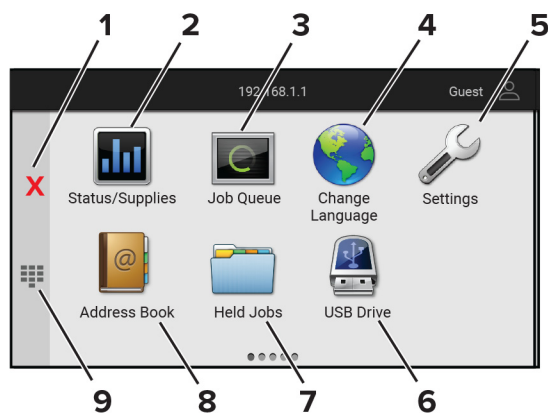 1 2 3 4 5
192.168.1.1 Guest
X
Status/Supplies Job Queue Change Settings
Language
@
Address Book Held Jobs USB Drive
9 8 7 6